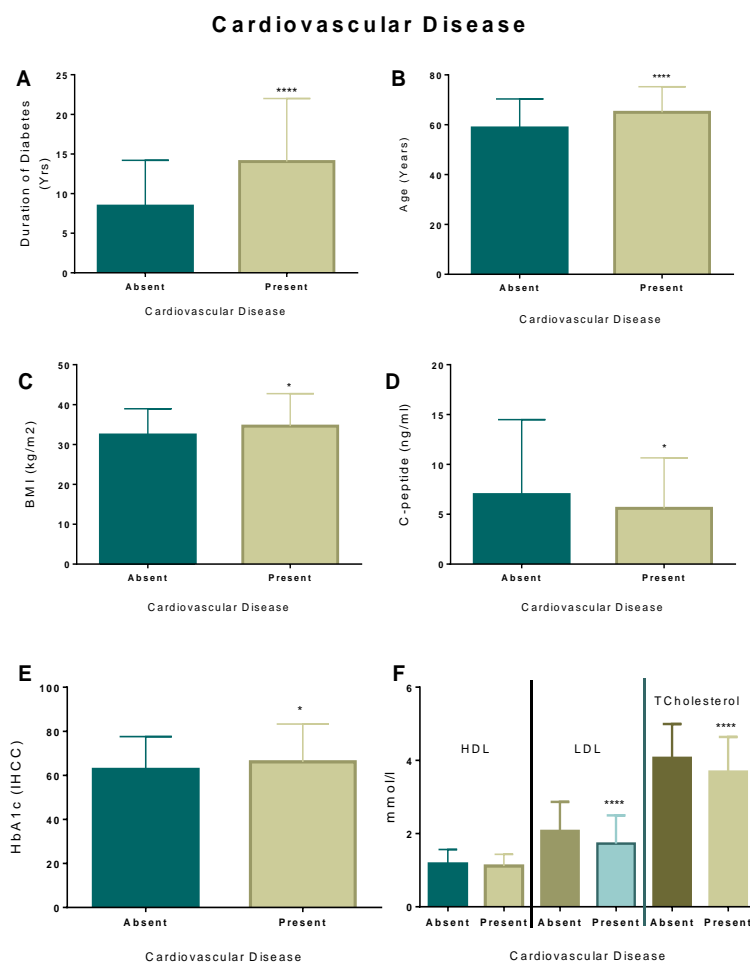 Cardiovascular Disease
A
Duration of Diabetes
(Yrs)
25
20
15
10
5
0
****
Absent
Present
Cardiovascular Disease
B
Age (Years)
80
60
40
20
0
****
Absent
Present
Cardiovascular Disease
C
BMI (kg/m2)
50
40
30
20
10
0
*
Absent
Present
Cardiovascular Disease
D
C-peptide (ng/ml)
20
15
10
5
0
*
Absent
Present
Cardiovascular Disease
E
HbA1c (IHCC)
100
80
60
40
20
0
*
Absent
Present
Cardiovascular Disease
F
mmol/l
6
4
2
0
HDL
LDL
TCholesterol
****
****
Absent Present Absent Present Absent Present
Cardiovascular Disease